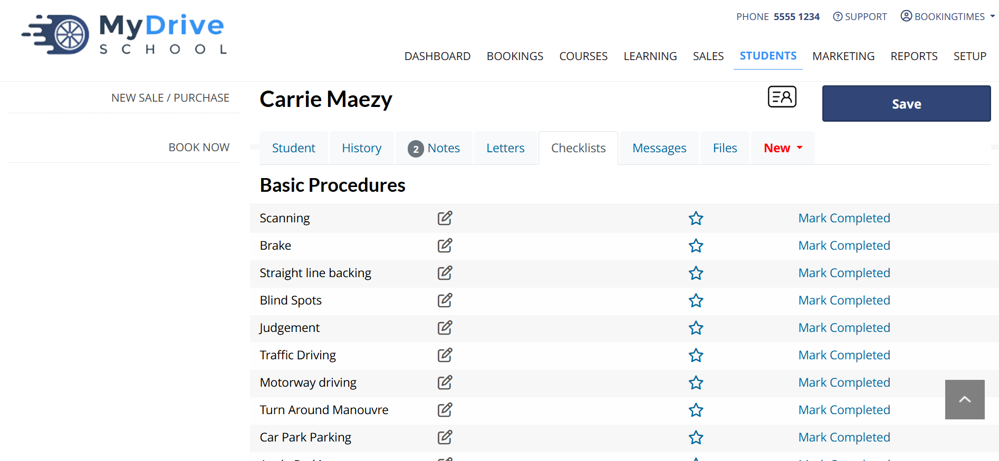 MyDrive
SCHOOL
PHONE 5555 1234 SUPPORT BOOKINGTIMES
DASHBOARD BOOKINGS COURSES LEARNING SALES STUDENTS MARKETING REPORTS SETUP
NEW SALE / PURCHASE
BOOK NOW
Carrie Maezy
Save
Student History 2 Notes Letters Checklists Messages Files New
Basic Procedures
Scanning Mark Completed
Brake Mark Completed
Straight line backing Mark Completed
Blind Spots Mark Completed
Judgement Mark Completed
Traffic Driving Mark Completed
Motorway driving Mark Completed
Turn Around Manouvre Mark Completed
Car Park Parking Mark Completed